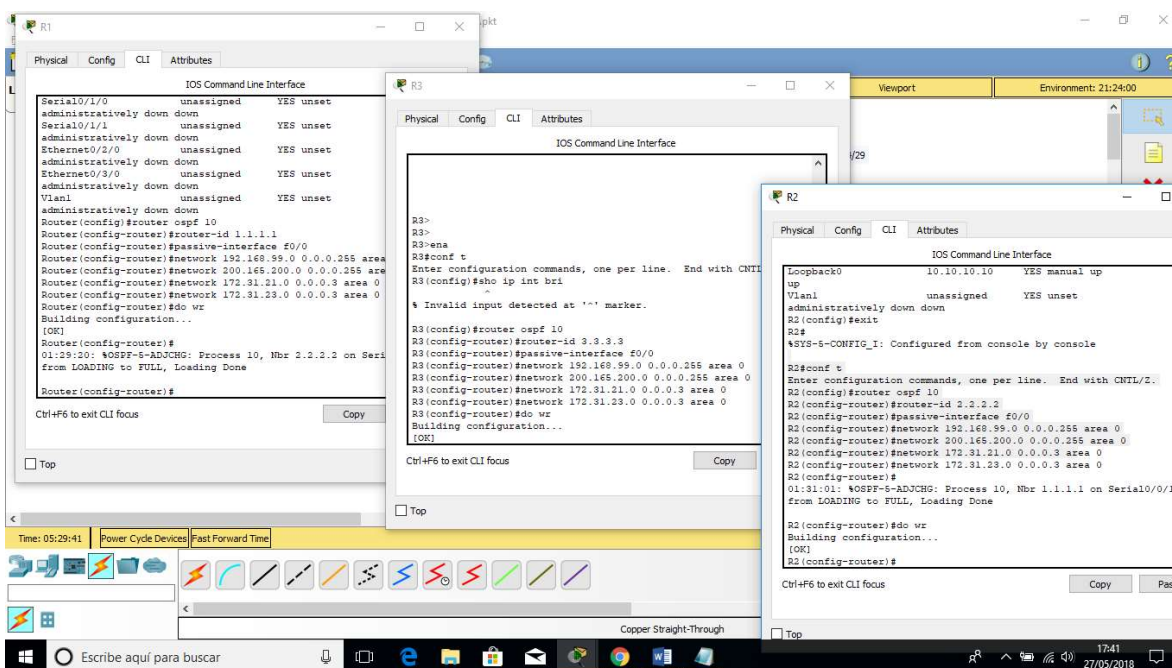 R1
.pkt
Physical Config CLI Attributes
IOS Command Line Interface
Serial0/1/0 unassigned YES unset
administratively down down
Serial0/1/1 unassigned YES unset
administratively down down
Ethernet0/2/0 unassigned YES unset
administratively down down
Ethernet0/3/0 unassigned YES unset
administratively down down
Vlan1 unassigned YES unset
administratively down down
Router(config)#router ospf 10
Router(config-router)#router-id 1.1.1.1
Router(config-router)#passive-interface f0/0
Router(config-router)#network 192.168.99.0 0.0.0.255 area
Router(config-router)#network 200.165.200.0 0.0.0.255 are
Router(config-router)#network 172.31.21.0 0.0.0.3 area 0
Router(config-router)#network 172.31.23.0 0.0.0.3 area 0
Router(config-router)#do wr
Building configuration...
[OK]
Router(config-router)#
01:29:20: %OSPF-5-ADJCHG: Process 10, Nbr 2.2.2.2 on Seri
from LOADING to FULL, Loading Done
Router(config-router)#
Ctrl+F6 to exit CLI focus
Copy
Top
R3
Physical Config CLI Attributes
IOS Command Line Interface
R3>
R3>
R3>ena
R3#conf t
Enter configuration commands, one per line. End with CNTL
R3(config)#sho ip int bri
^
% Invalid input detected at '^' marker.
R3(config)#router ospf 10
R3(config-router)#router-id 3.3.3.3
R3(config-router)#passive-interface f0/0
R3(config-router)#network 192.168.99.0 0.0.0.255 area 0
R3(config-router)#network 200.165.200.0 0.0.0.255 area 0
R3(config-router)#network 172.31.21.0 0.0.0.3 area 0
R3(config-router)#network 172.31.23.0 0.0.0.3 area 0
R3(config-router)#do wr
Building configuration...
[OK]
Ctrl+F6 to exit CLI focus
Copy
Top
Viewport
Environment: 21:24:00
/29
R2
Physical Config CLI Attributes
IOS Command Line Interface
Loopback0 10.10.10.10 YES manual up
up
Vlan1 unassigned YES unset
administratively down down
R2(config)#exit
R2#
%SYS-5-CONFIG_I: Configured from console by console
R2#conf t
Enter configuration commands, one per line. End with CNTL/Z.
R2(config)#router ospf 10
R2(config-router)#router-id 2.2.2.2
R2(config-router)#passive-interface f0/0
R2(config-router)#network 192.168.99.0 0.0.0.255 area 0
R2(config-router)#network 200.165.200.0 0.0.0.255 area 0
R2(config-router)#network 172.31.21.0 0.0.0.3 area 0
R2(config-router)#network 172.31.23.0 0.0.0.3 area 0
R2(config-router)#
01:31:01: %OSPF-5-ADJCHG: Process 10, Nbr 1.1.1.1 on Serial0/0/1
from LOADING to FULL, Loading Done
R2(config-router)#do wr
Building configuration...
[OK]
R2(config-router)#
Ctrl+F6 to exit CLI focus
Copy
Pas
Top
Time: 05:29:41 Power Cycle Devices Fast Forward Time
Copper Straight-Through
Escribe aquí para buscar
17:41
27/05/2018